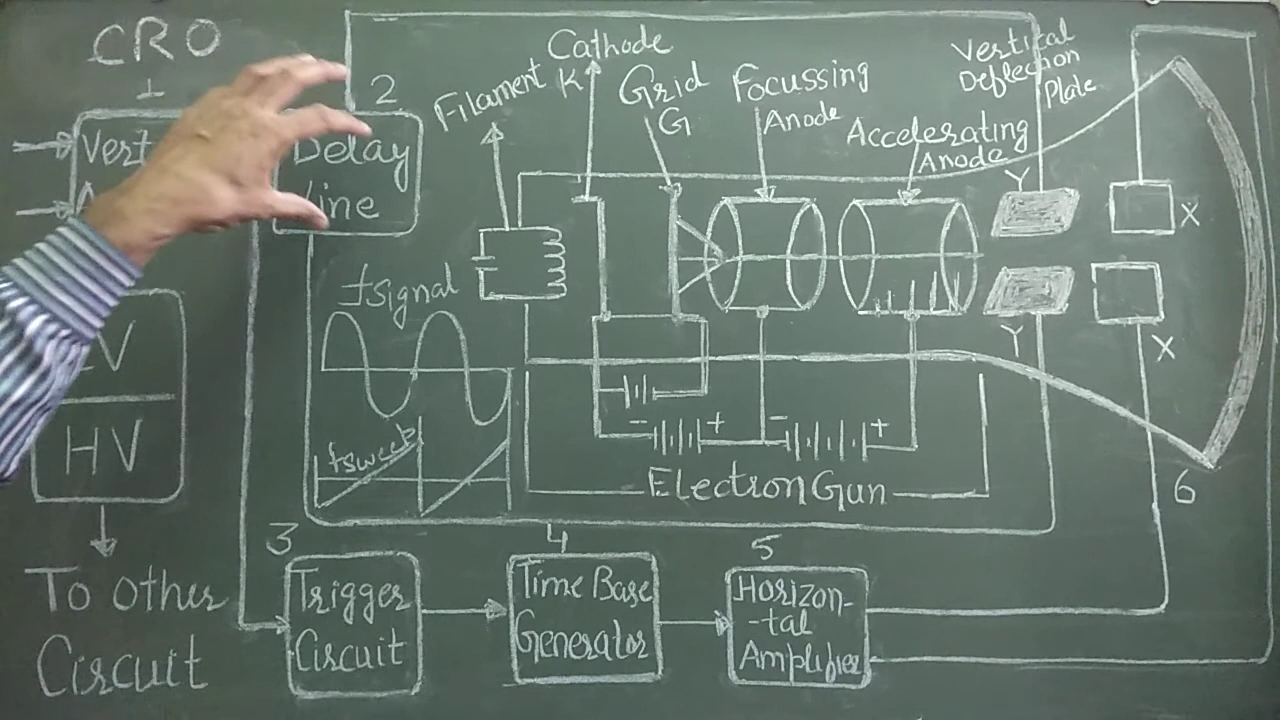 CRO
1
Vert
A
2
Delay
Line
Filament
Cathode
K
Grid
G
Focussing
Anode
Accelerating
Anode
Vertical
Deflection
Plate
Y
Y
X
X
fsignal
fsweep
V
HV
To other
Circuit
- +
- +
Electron Gun
3
Trigger
Circuit
4
Time Base
Generator
5
Horizon-
-tal
Amplifier
6